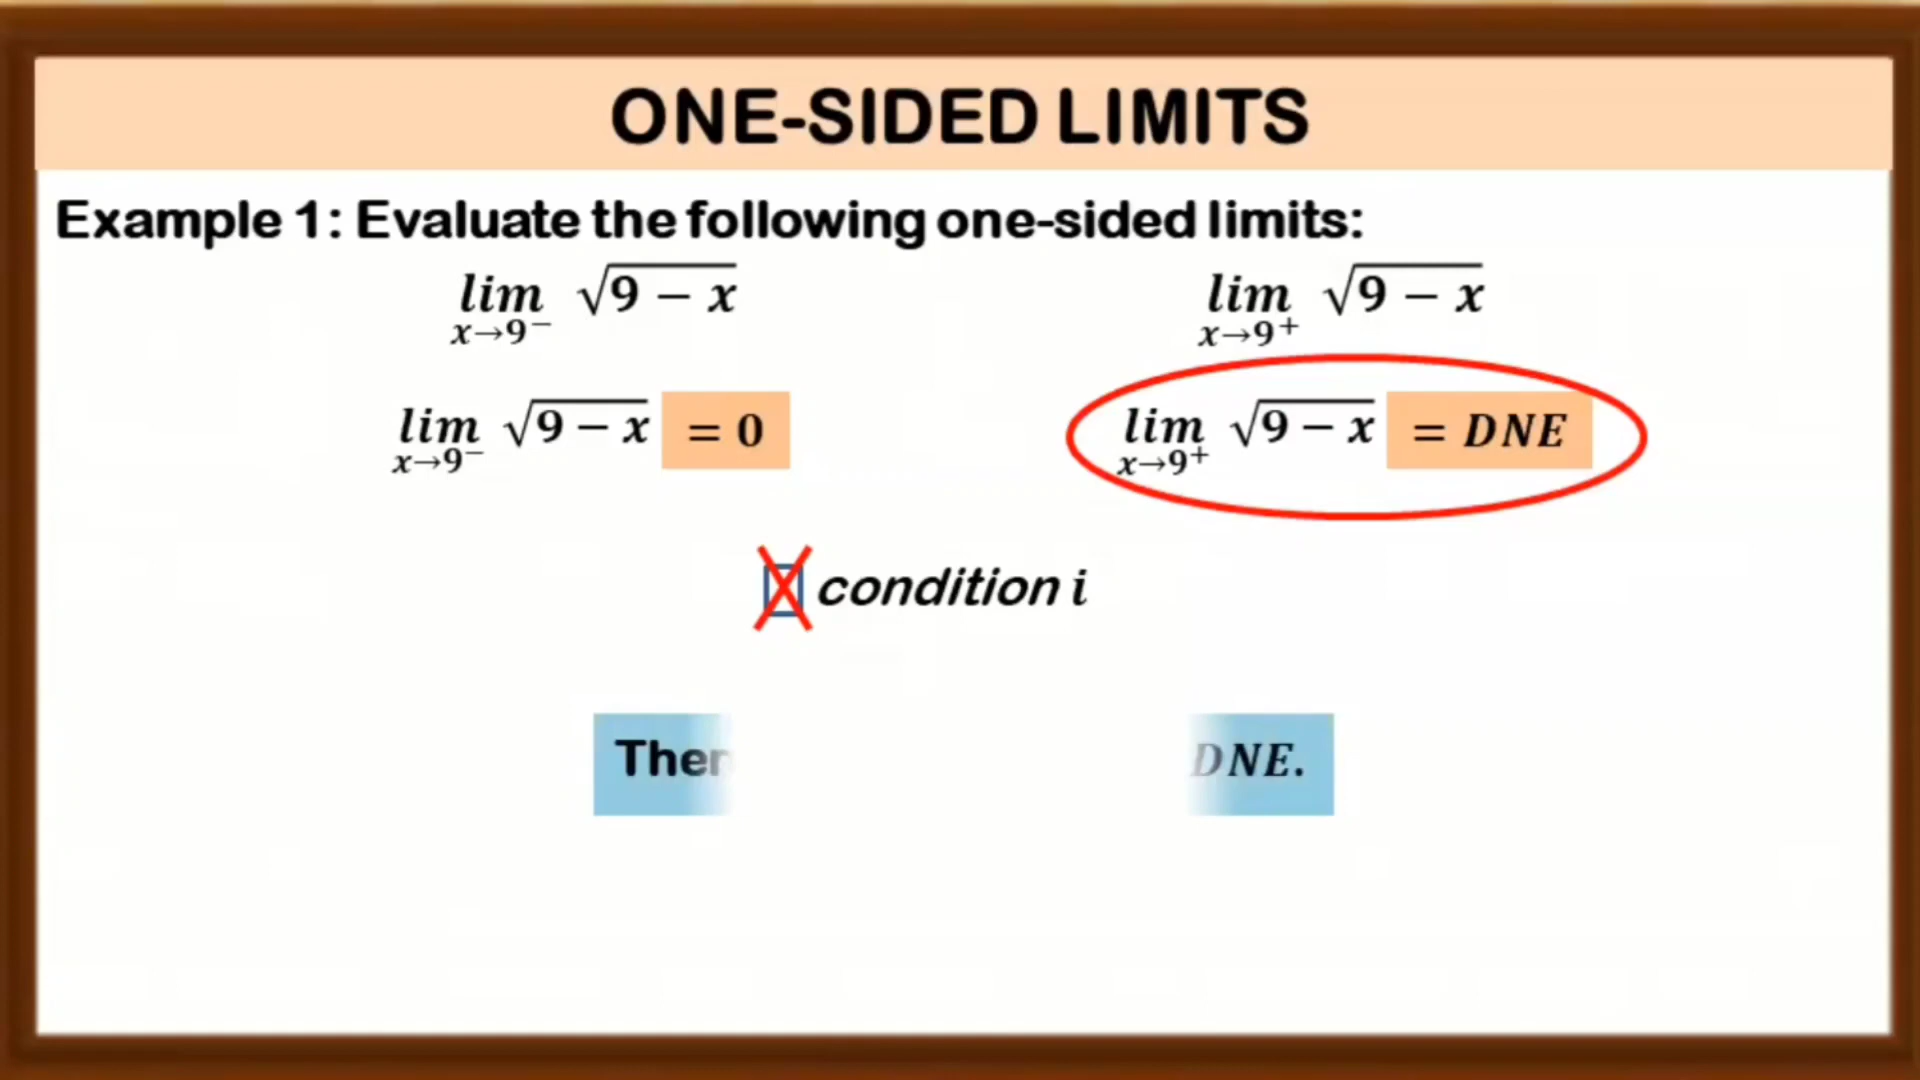 ONE-SIDED LIMITS
Example 1: Evaluate the following one-sided limits:
lim x→9⁻ √(9 − x)
lim x→9⁺ √(9 − x)
lim x→9⁻ √(9 − x) = 0
lim x→9⁺ √(9 − x) = DNE
condition i
DNE.